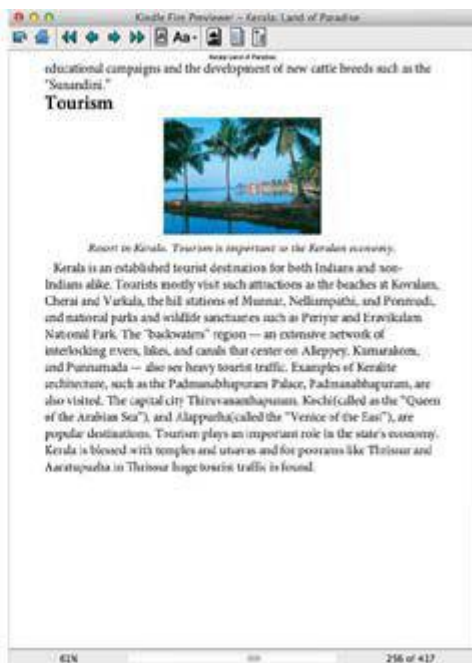 Kindle Fire Previewer – Kerala: Land of Paradise
Aa
Kerala: Land of Paradise
educational campaigns and the development of new cattle breeds such as the
"Sunandini."
Tourism
Resort in Kerala. Tourism is important to the Keralan economy.
Kerala is an established tourist destination for both Indians and non-
Indians alike. Tourists mostly visit such attractions as the beaches at Kovalam,
Cherai and Varkala, the hill stations of Munnar, Nelliampathi, and Ponmudi,
and national parks and wildlife sanctuaries such as Periyar and Eravikulam
National Park. The "backwaters" region — an extensive network of
interlocking rivers, lakes, and canals that center on Alleppey, Kumarakom,
and Punnamada — also see heavy tourist traffic. Examples of Keralite
architecture, such as the Padmanabhapuram Palace, Padmanabhapuram, are
also visited. The capital city Thiruvananthapuram, Kochi(called as the "Queen
of the Arabian Sea"), and Alappuzha(called the "Venice of the East"), are
popular destinations. Tourism plays an important role in the state's economy.
Kerala is blessed with temples and utsavas and for poorams like Thrissur and
in Thrissur huge tourist traffic is found.
61%
256 of 417